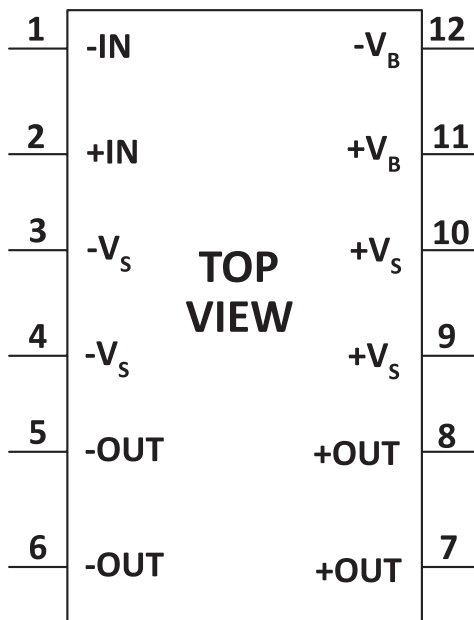 1 -IN -VB 12
2 +IN +VB 11
3 -VS +VS 10
TOP
VIEW
4 -VS +VS 9
5 -OUT +OUT 8
6 -OUT +OUT 7